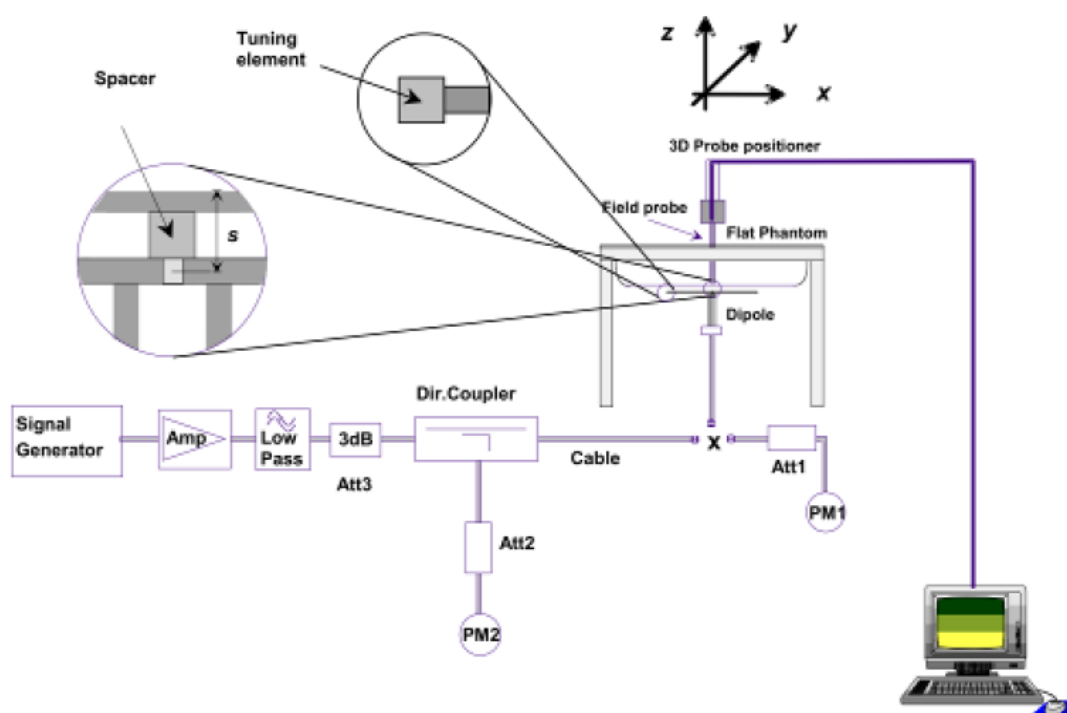 Tuning
element
Spacer
s
z
y
x
3D Probe positioner
Field probe
Flat Phantom
Dipole
Dir.Coupler
Signal
Generator
Amp
Low
Pass
3dB
Att3
Cable
x
Att1
PM1
Att2
PM2